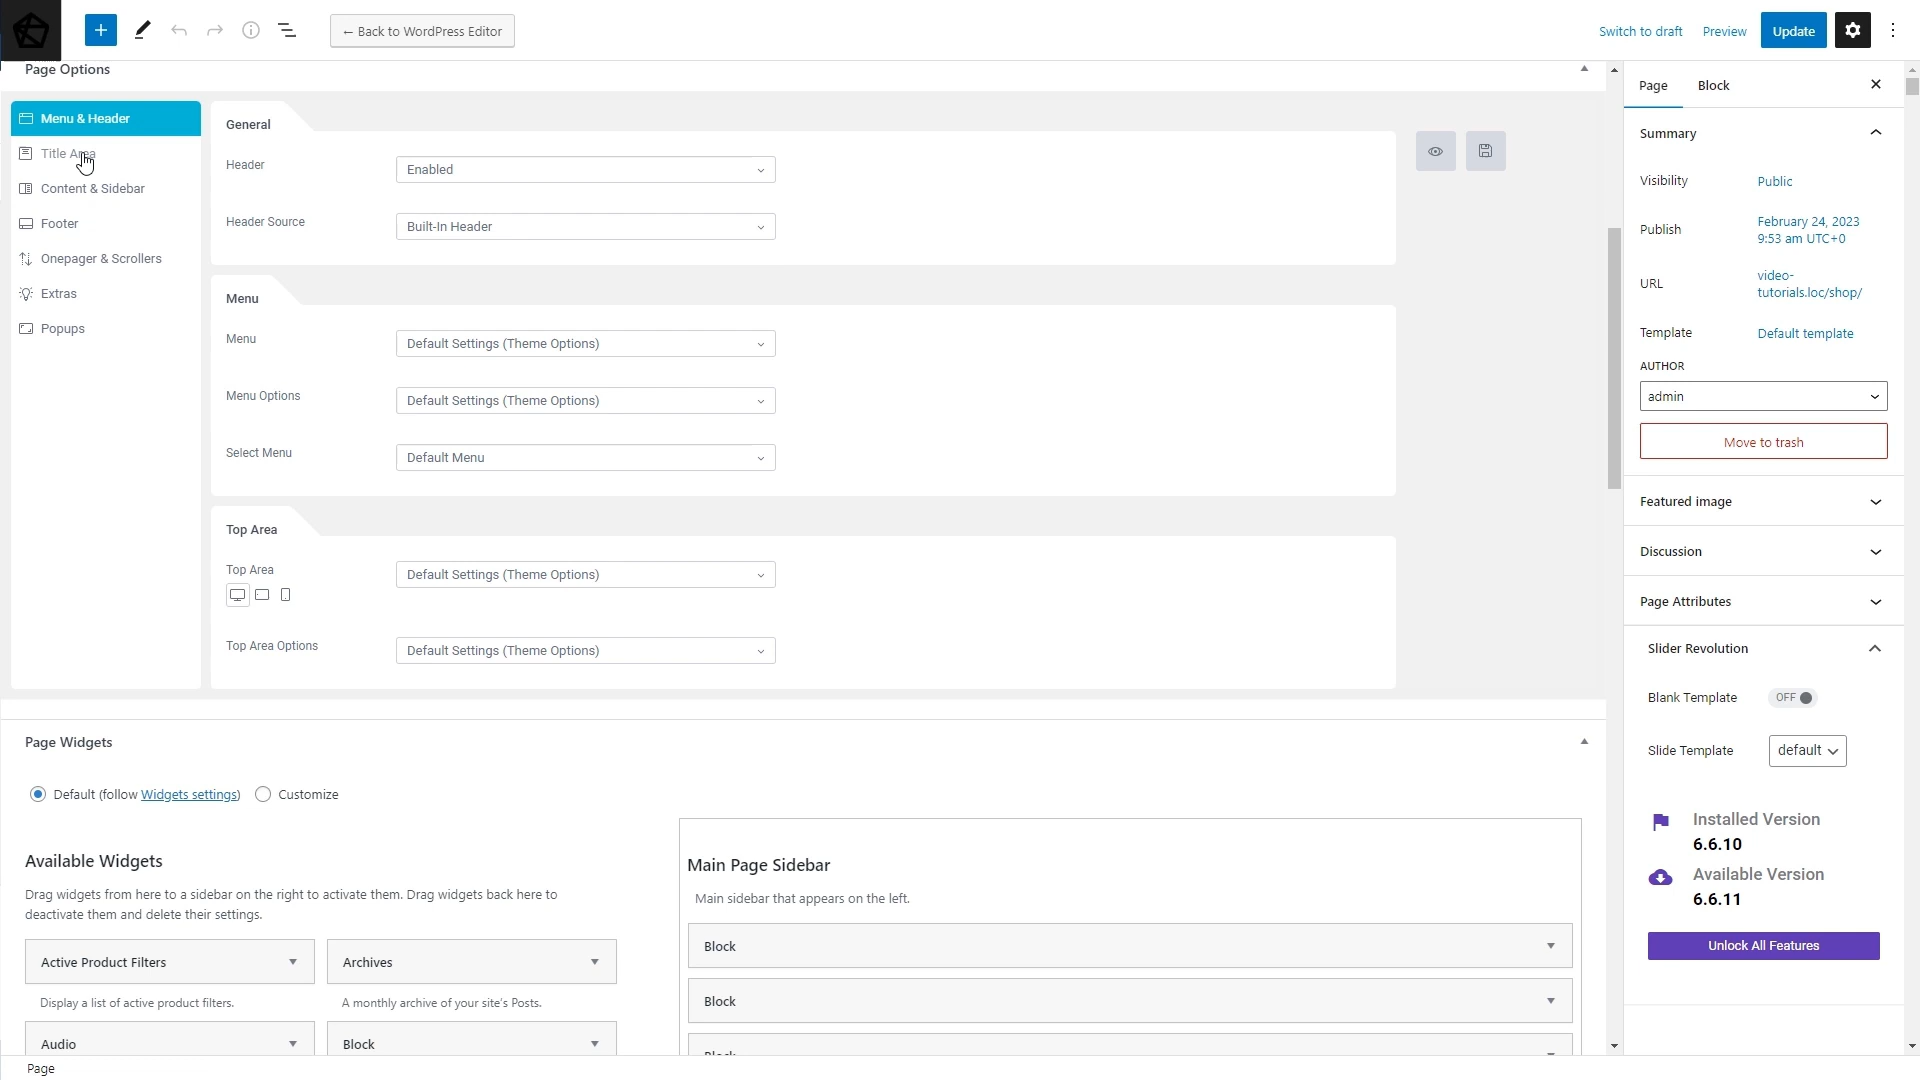 ← Back to WordPress Editor
Switch to draft
Preview
Update
Page Options
Menu & Header
Title Area
Content & Sidebar
Footer
Onepager & Scrollers
Extras
Popups
General
Header
Enabled
Header Source
Built-In Header
Menu
Menu
Default Settings (Theme Options)
Menu Options
Default Settings (Theme Options)
Select Menu
Default Menu
Top Area
Top Area
Default Settings (Theme Options)
Top Area Options
Default Settings (Theme Options)
Page Widgets
Default (follow Widgets settings)
Customize
Available Widgets
Drag widgets from here to a sidebar on the right to activate them. Drag widgets back here to
deactivate them and delete their settings.
Active Product Filters
Archives
Display a list of active product filters.
A monthly archive of your site's Posts.
Audio
Block
Main Page Sidebar
Main sidebar that appears on the left.
Block
Block
Block
Page
Page
Block
Summary
Visibility
Public
Publish
February 24, 2023
9:53 am UTC+0
URL
video-
tutorials.loc/shop/
Template
Default template
AUTHOR
admin
Move to trash
Featured image
Discussion
Page Attributes
Slider Revolution
Blank Template
OFF
Slide Template
default
Installed Version
6.6.10
Available Version
6.6.11
Unlock All Features